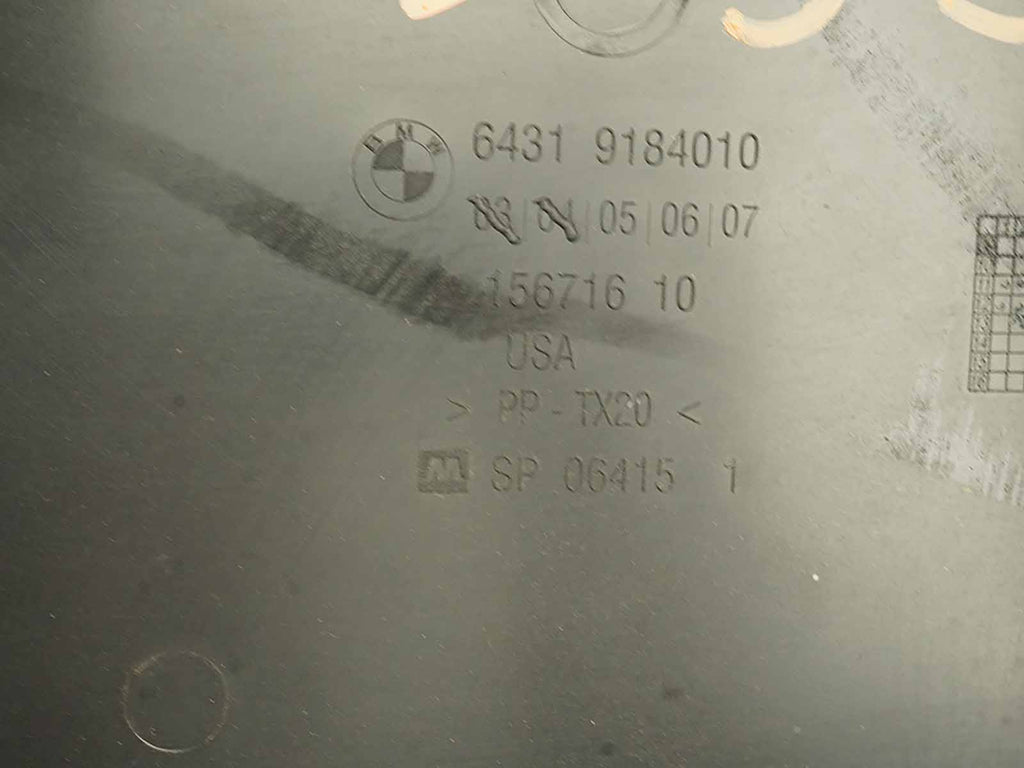 BMW 6431 9184010
03|04|05|06|07
156716 10
USA
> PP - TX20 <
M SP 06415 1